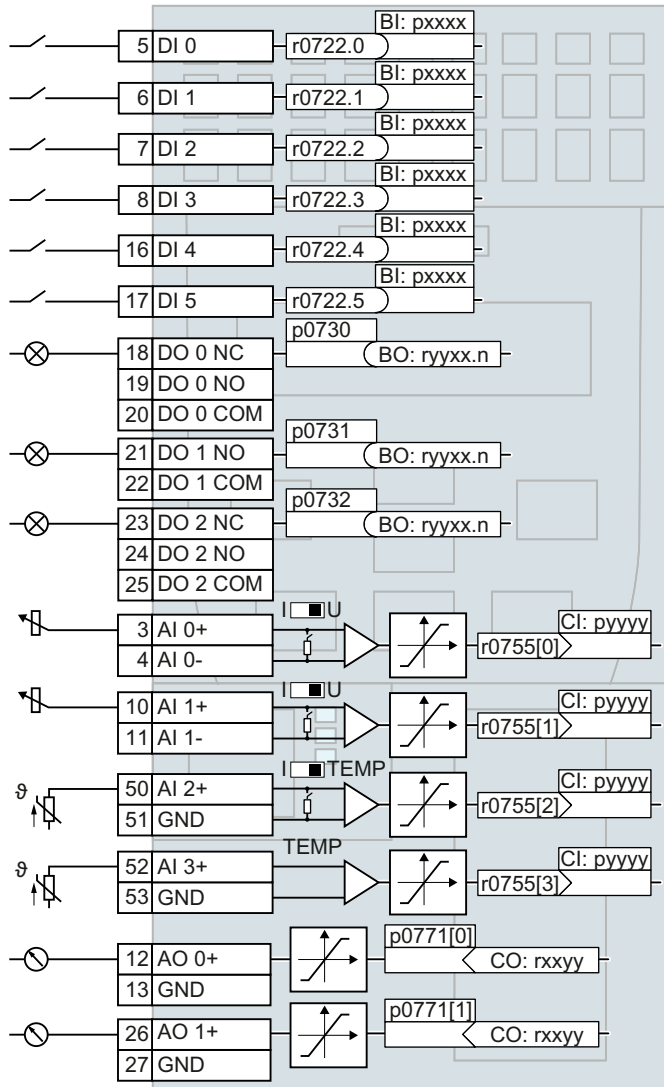 BI: pxxxx
5 DI 0 r0722.0
BI: pxxxx
6 DI 1 r0722.1
BI: pxxxx
7 DI 2 r0722.2
BI: pxxxx
8 DI 3 r0722.3
BI: pxxxx
16 DI 4 r0722.4
BI: pxxxx
17 DI 5 r0722.5
p0730
18 DO 0 NC BO: ryyxx.n
19 DO 0 NO
20 DO 0 COM
p0731
21 DO 1 NO BO: ryyxx.n
22 DO 1 COM
p0732
23 DO 2 NC BO: ryyxx.n
24 DO 2 NO
25 DO 2 COM
I U
CI: pyyyy
3 AI 0+
r0755[0]
4 AI 0-
I U
CI: pyyyy
10 AI 1+
r0755[1]
11 AI 1-
I TEMP
CI: pyyyy
ϑ 50 AI 2+
r0755[2]
51 GND
TEMP
CI: pyyyy
ϑ 52 AI 3+
r0755[3]
53 GND
p0771[0]
12 AO 0+ CO: rxxyy
13 GND
p0771[1]
26 AO 1+ CO: rxxyy
27 GND